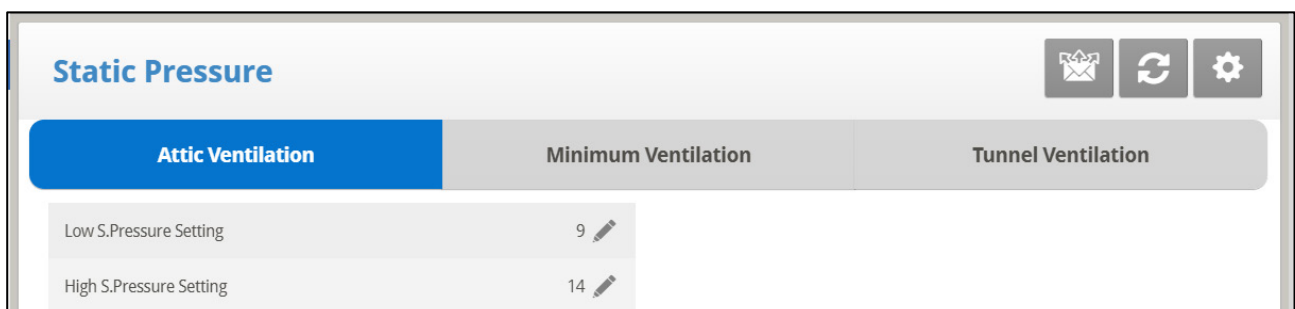 Static Pressure
Attic Ventilation Minimum Ventilation Tunnel Ventilation
Low S.Pressure Setting 9
High S.Pressure Setting 14